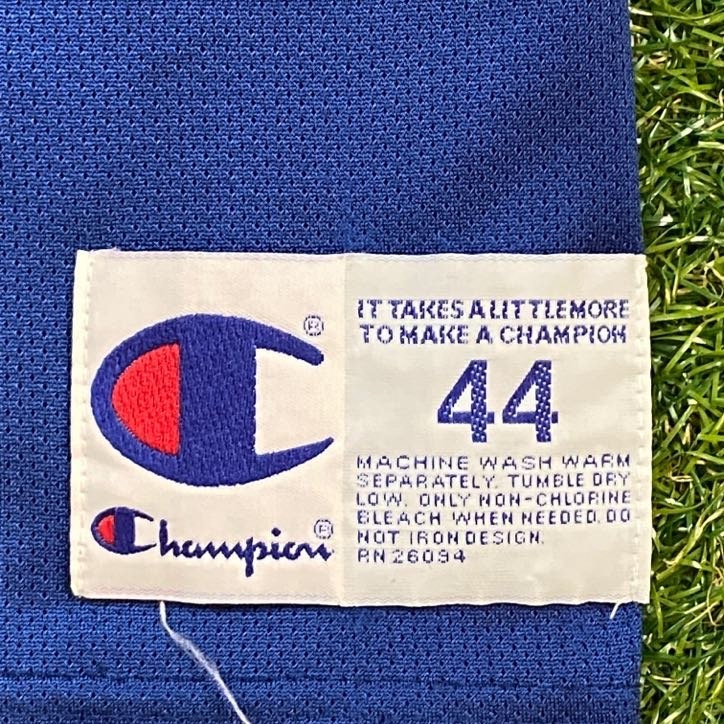 ®
Champion®
IT TAKES A LITTLE MORE
TO MAKE A CHAMPION
44
MACHINE WASH WARM
SEPARATELY. TUMBLE DRY
LOW. ONLY NON-CHLORINE
BLEACH WHEN NEEDED. DO
NOT IRON DESIGN.
RN 26094